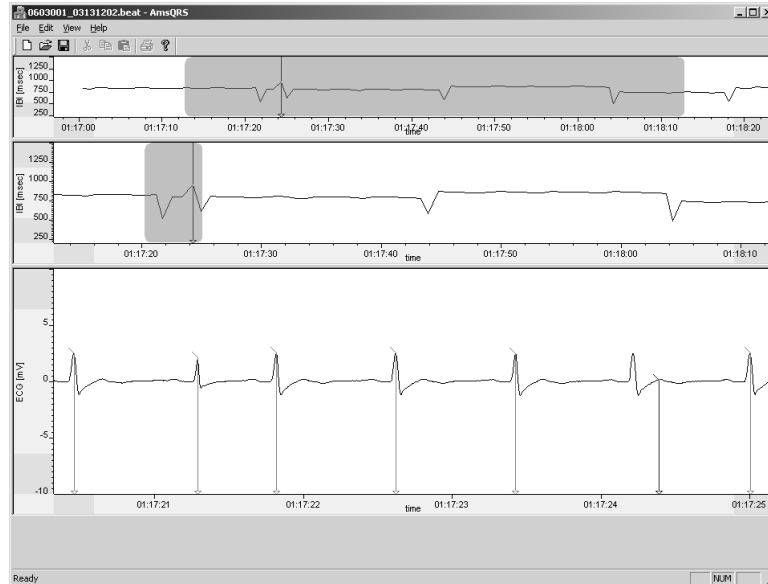 0603001_03131202.beat - AmsQRS
File Edit View Help
IBI [msec]
1250
1000
750
500
250
01:17:00 01:17:10 01:17:20 01:17:30 01:17:40 01:17:50 01:18:00 01:18:10 01:18:20
time
IBI [msec]
1250
1000
750
500
250
01:17:20 01:17:30 01:17:40 01:17:50 01:18:00 01:18:10
time
ECG [mV]
5
0
-5
-10
01:17:21 01:17:22 01:17:23 01:17:24 01:17:25
time
Ready NUM